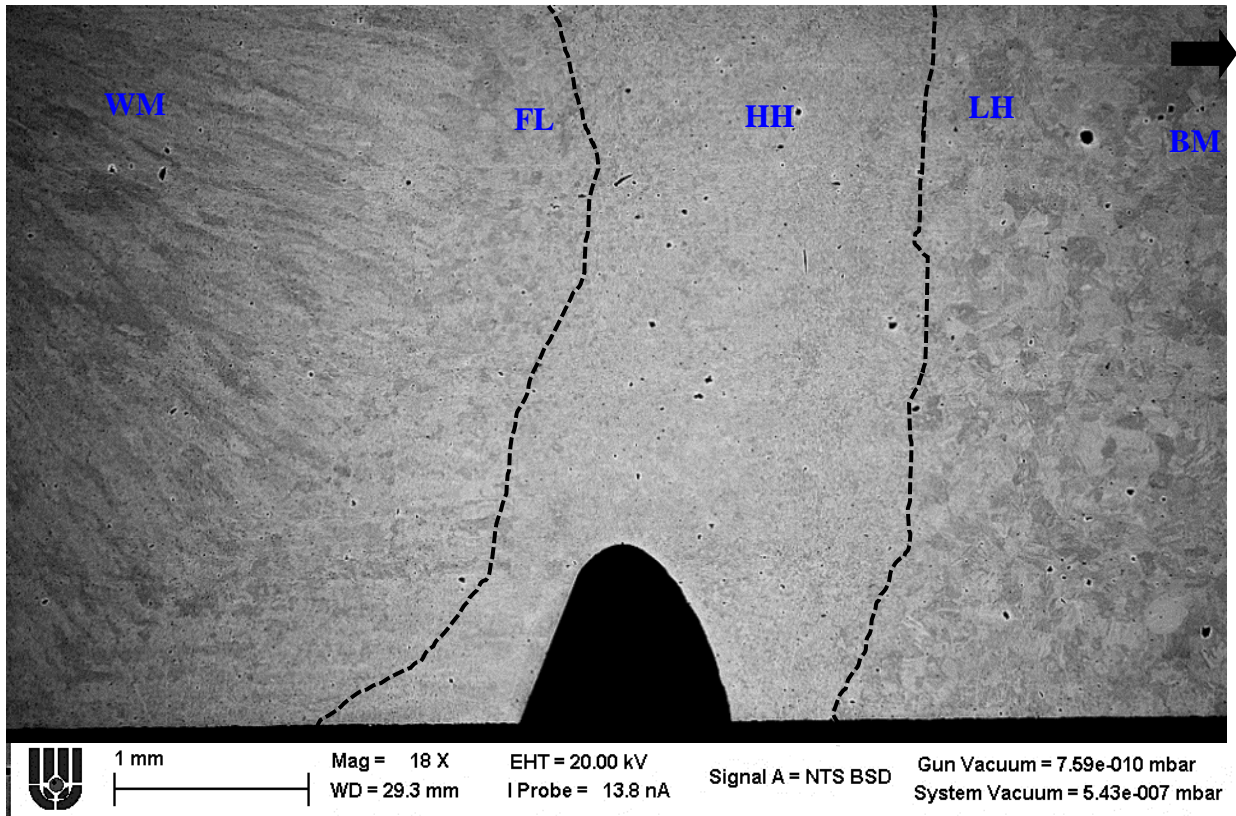 WM
FL
HH
LH
BM
1 mm
Mag = 18 X
WD = 29.3 mm
EHT = 20.00 kV
I Probe = 13.8 nA
Signal A = NTS BSD
Gun Vacuum = 7.59e-010 mbar
System Vacuum = 5.43e-007 mbar